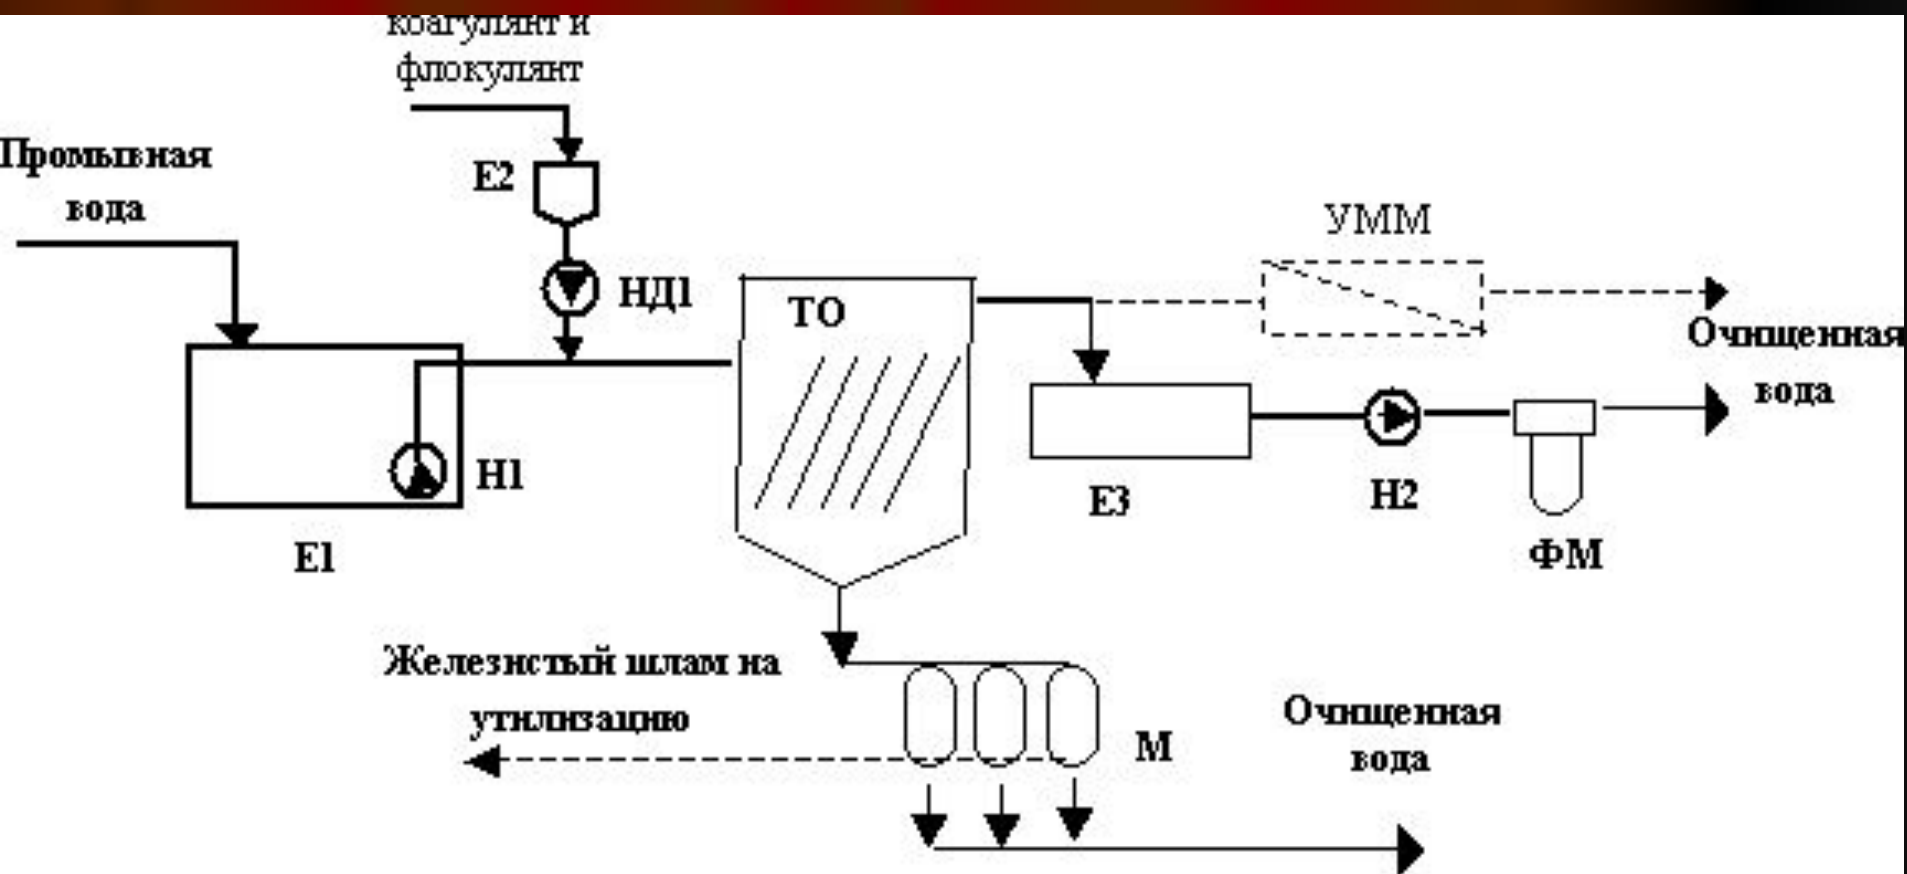 коагулянт и
флокулянт
Промывная
вода
Е2
НД1
УММ
ТО
Очищенная
вода
Н1
Е3
Н2
Е1
ФМ
Железистый шлам на
утилизацию
М
Очищенная
вода